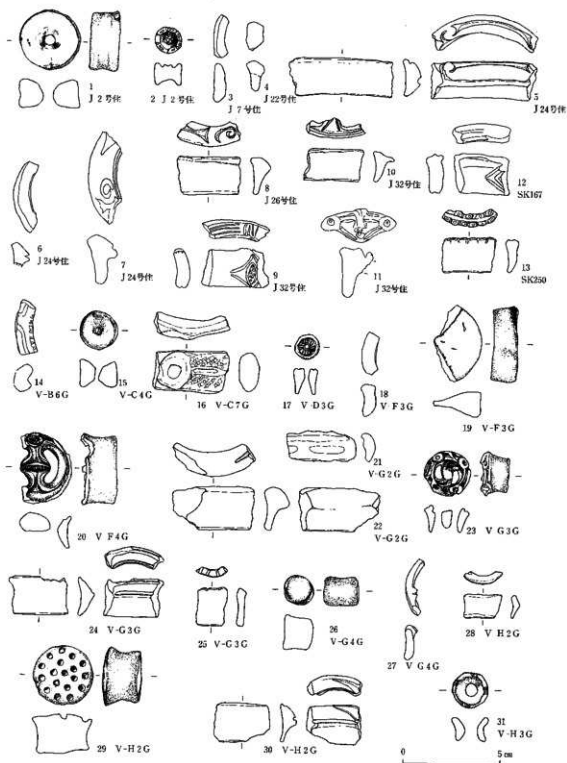 1
J 2号住
2 J 2号住
3
J 7号住
4
J 22号住
5
J 24号住
6
J 24号住
7
J 24号住
8
J 26号住
9
J 32号住
10
J 32号住
11
J 32号住
12
SK167
13
SK250
14
V-B6G
15
V-C4G
16 V-C7G
17 V-D3G
18
V-F3G
19 V-F3G
20 V F4G
21
V-G2G
22
V-G2G
23 V G3G
24 V-G3G
25 V-G3G
26
V-G4G
27 V G4G
28 V H2G
29 V-H2G
30 V-H2G
31
V-H3G
0 5 cm